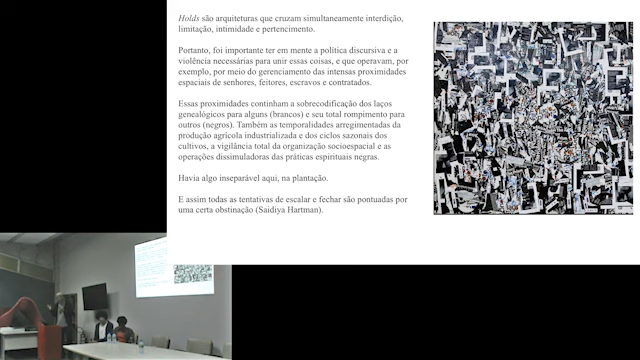 Holds são arquiteturas que cruzam simultaneamente interdição,
limitação, intimidade e pertencimento.
Portanto, foi importante ter em mente a política discursiva e a
violência necessárias para unir essas coisas, e que operavam, por
exemplo, por meio do gerenciamento das intensas proximidades
espaciais de senhores, feitores, escravos e contratados.
Essas proximidades continham a sobrecodificação dos laços
genealógicos para alguns (brancos) e seu total rompimento para
outros (negros). Também as temporalidades arregimentadas da
produção agrícola industrializada e dos ciclos sazonais dos
cultivos, a vigilância total da organização socioespacial e as
operações dissimuladoras das práticas espirituais negras.
Havia algo inseparável aqui, na plantação.
E assim todas as tentativas de escalar e fechar são pontuadas por
uma certa obstinação (Saidiya Hartman).